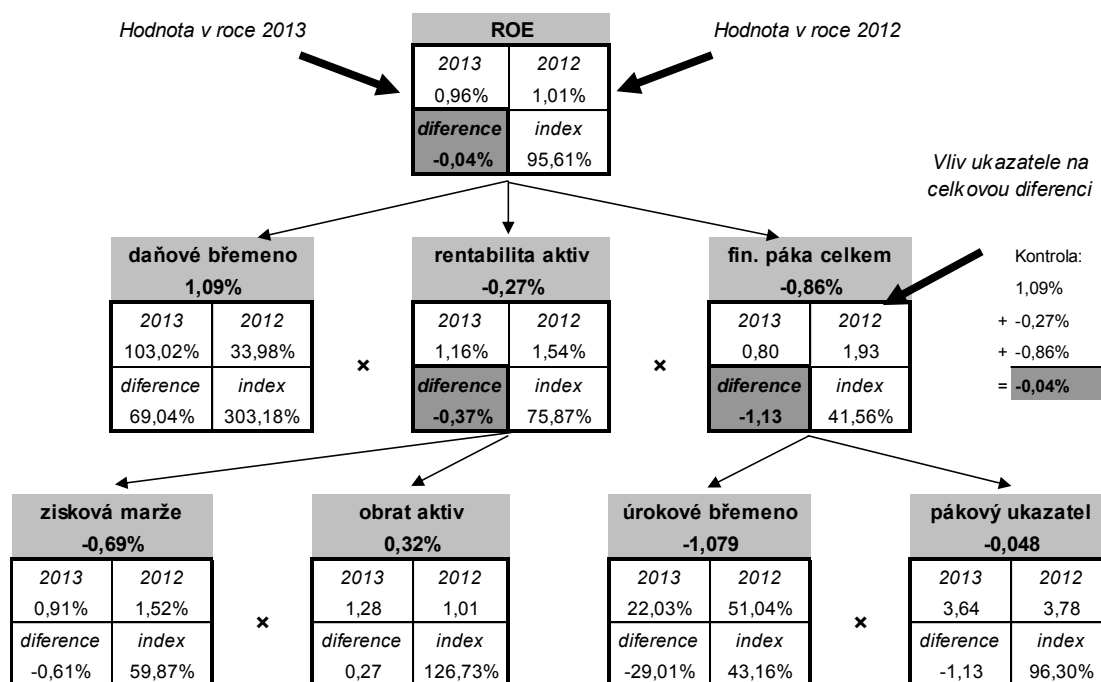 Hodnota v roce 2013
ROE
Hodnota v roce 2012
2013 2012
0,96% 1,01%
diference index
-0,04% 95,61%
Vliv ukazatele na
celkovou diferenci
daňové břemeno
1,09%
2013 2012
103,02% 33,98%
diference index
69,04% 303,18%
×
rentabilita aktiv
-0,27%
2013 2012
1,16% 1,54%
diference index
-0,37% 75,87%
×
fin. páka celkem
-0,86%
2013 2012
0,80 1,93
diference index
-1,13 41,56%
Kontrola:
1,09%
+ -0,27%
+ -0,86%
= -0,04%
zisková marže
-0,69%
2013 2012
0,91% 1,52%
diference index
-0,61% 59,87%
×
obrat aktiv
0,32%
2013 2012
1,28 1,01
diference index
0,27 126,73%
úrokové břemeno
-1,079
2013 2012
22,03% 51,04%
diference index
-29,01% 43,16%
×
pákový ukazatel
-0,048
2013 2012
3,64 3,78
diference index
-1,13 96,30%